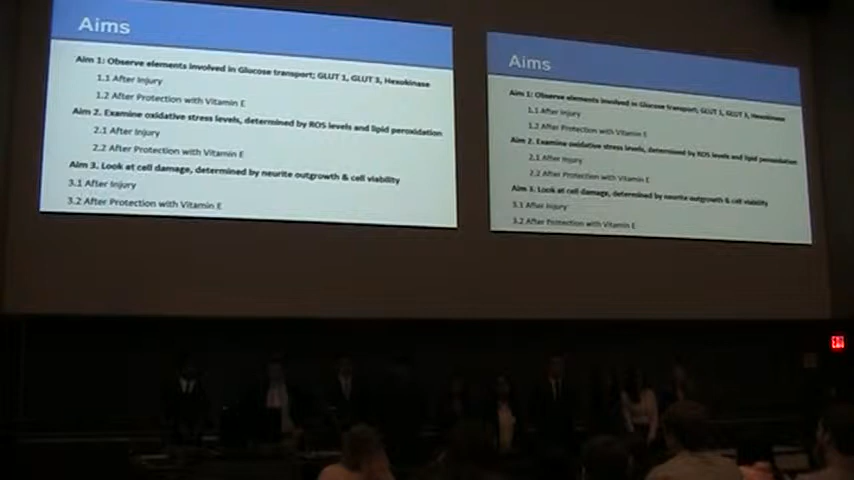 Aims
Aim 1: Observe elements involved in Glucose transport; GLUT 1, GLUT 3, Hexokinase
1.1 After Injury
1.2 After Protection with Vitamin E
Aim 2. Examine oxidative stress levels, determined by ROS levels and lipid peroxidation
2.1 After Injury
2.2 After Protection with Vitamin E
Aim 3. Look at cell damage, determined by neurite outgrowth & cell viability
3.1 After Injury
3.2 After Protection with Vitamin E
Aims
Aim 1: Observe elements involved in Glucose transport; GLUT 1, GLUT 3, Hexokinase
1.1 After Injury
1.2 After Protection with Vitamin E
Aim 2. Examine oxidative stress levels, determined by ROS levels and lipid peroxidation
2.1 After Injury
2.2 After Protection with Vitamin E
Aim 3. Look at cell damage, determined by neurite outgrowth & cell viability
3.1 After Injury
3.2 After Protection with Vitamin E